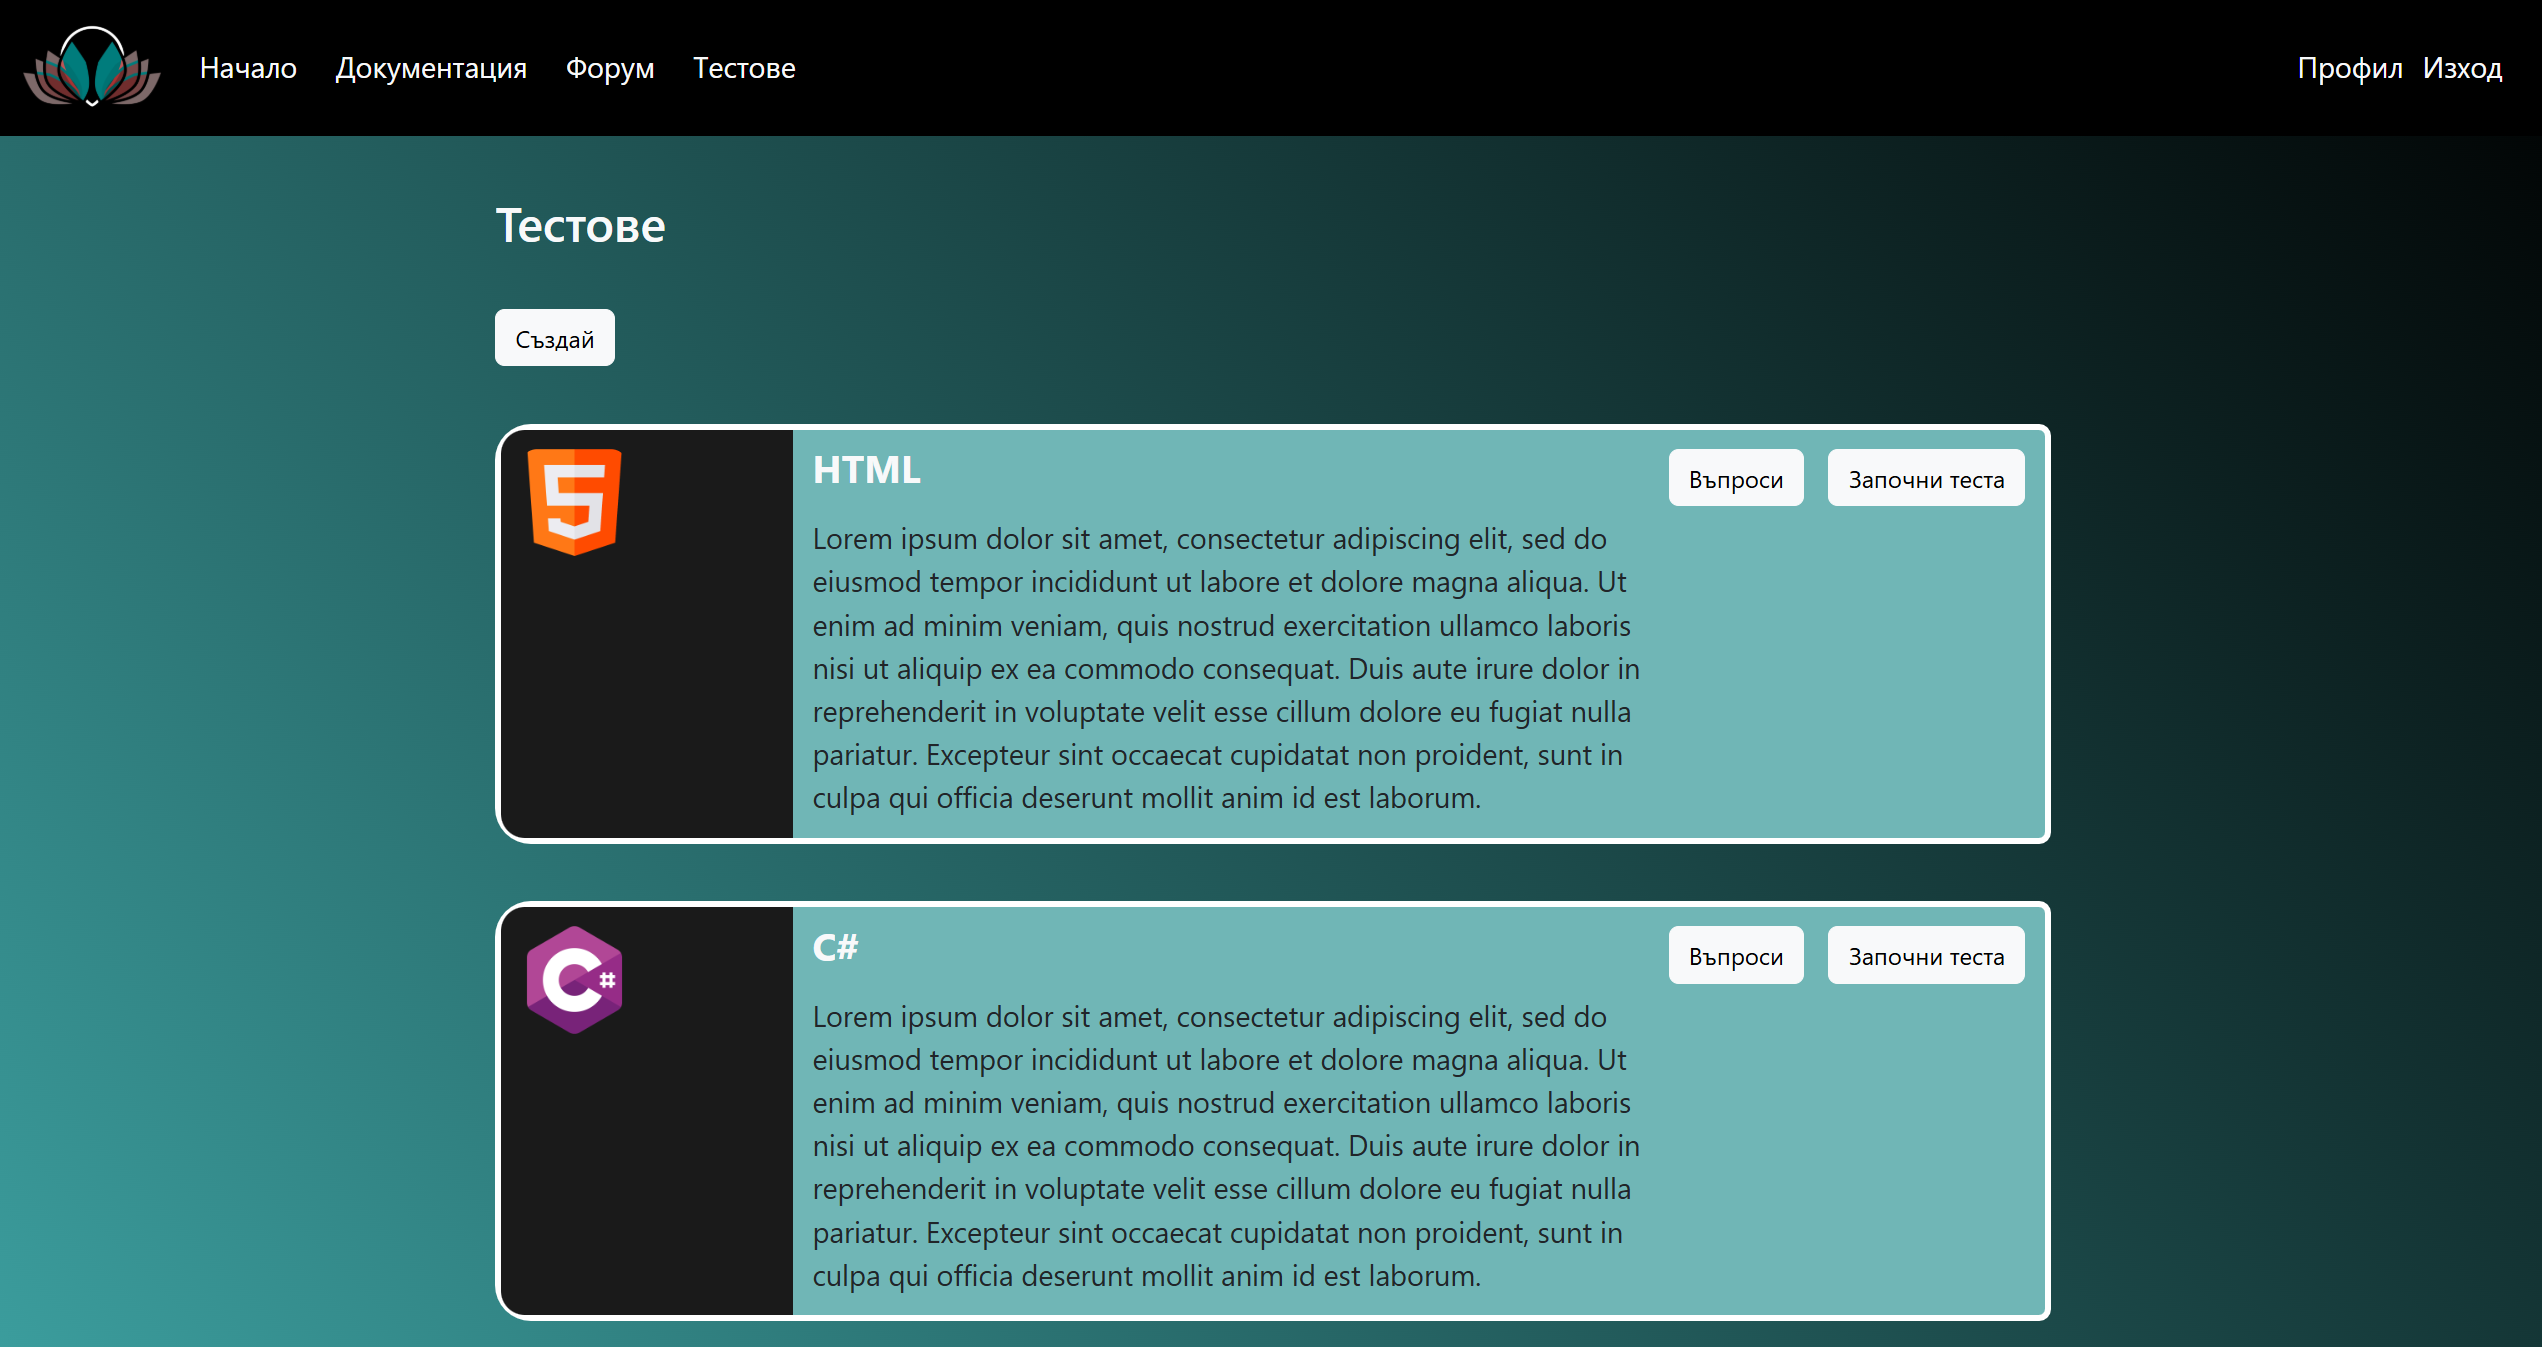 Начало Документация Форум Тестове Профил Изход
Тестове
Създай
HTML
Въпроси Започни теста
Lorem ipsum dolor sit amet, consectetur adipiscing elit, sed do
eiusmod tempor incididunt ut labore et dolore magna aliqua. Ut
enim ad minim veniam, quis nostrud exercitation ullamco laboris
nisi ut aliquip ex ea commodo consequat. Duis aute irure dolor in
reprehenderit in voluptate velit esse cillum dolore eu fugiat nulla
pariatur. Excepteur sint occaecat cupidatat non proident, sunt in
culpa qui officia deserunt mollit anim id est laborum.
C#
C#
Въпроси Започни теста
Lorem ipsum dolor sit amet, consectetur adipiscing elit, sed do
eiusmod tempor incididunt ut labore et dolore magna aliqua. Ut
enim ad minim veniam, quis nostrud exercitation ullamco laboris
nisi ut aliquip ex ea commodo consequat. Duis aute irure dolor in
reprehenderit in voluptate velit esse cillum dolore eu fugiat nulla
pariatur. Excepteur sint occaecat cupidatat non proident, sunt in
culpa qui officia deserunt mollit anim id est laborum.